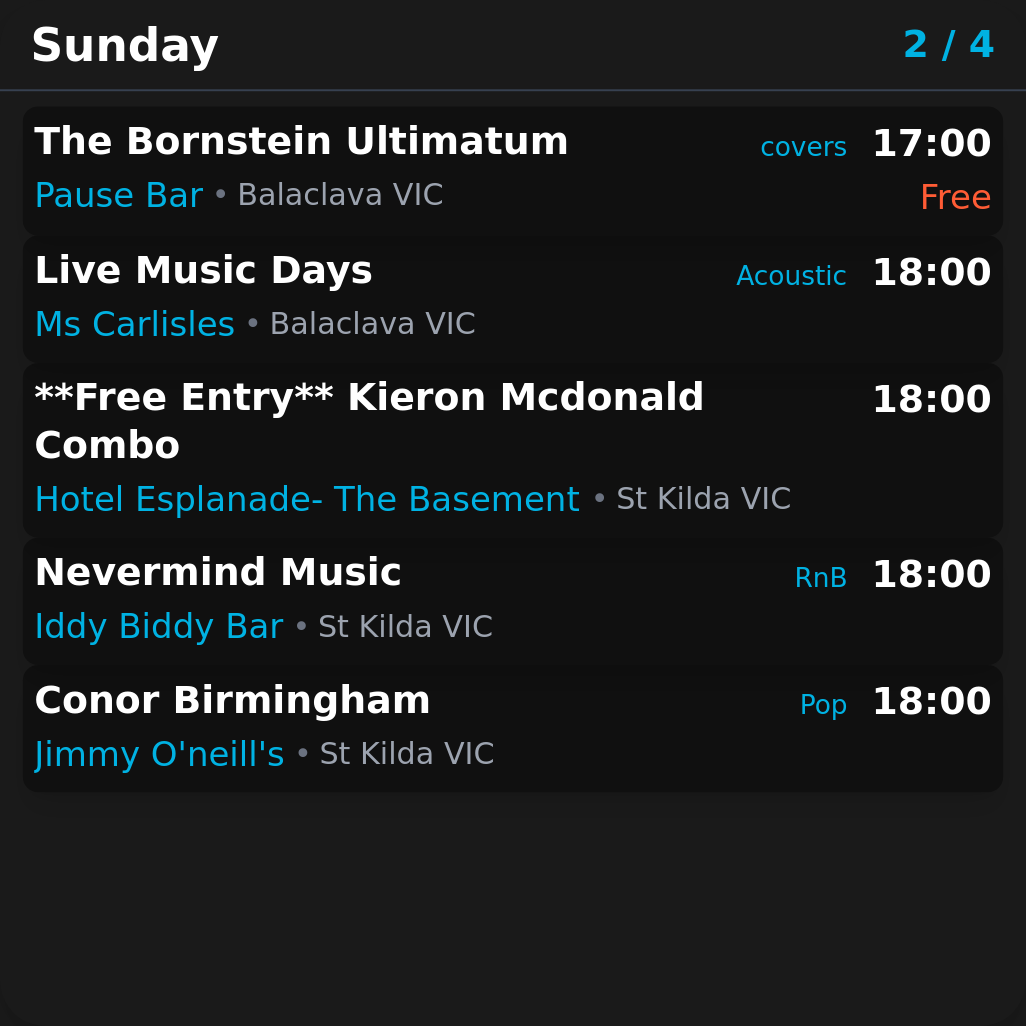 Sunday 2 / 4
The Bornstein Ultimatum covers 17:00
Pause Bar • Balaclava VIC Free
Live Music Days Acoustic 18:00
Ms Carlisles • Balaclava VIC
**Free Entry** Kieron Mcdonald 18:00
Combo
Hotel Esplanade- The Basement • St Kilda VIC
Nevermind Music RnB 18:00
Iddy Biddy Bar • St Kilda VIC
Conor Birmingham Pop 18:00
Jimmy O'neill's • St Kilda VIC